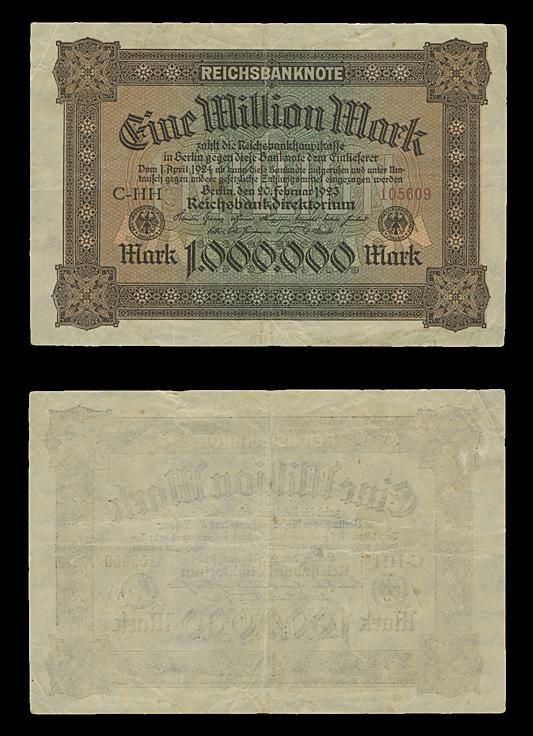 REICHSBANKNOTE
Eine Million Mark
zahlt die Reichsbankhauptkasse
in Berlin gegen diese Banknote dem Einlieferer
Vom 1. April 1924 ab kann diese Banknote aufgerufen und unter Um-
tausch gegen andere gesetzliche Zahlungsmittel eingezogen werden
Berlin, den 20. Februar 1923
C-HH 105609
Reichsbankdirektorium
Mark 1.000.000 Mark